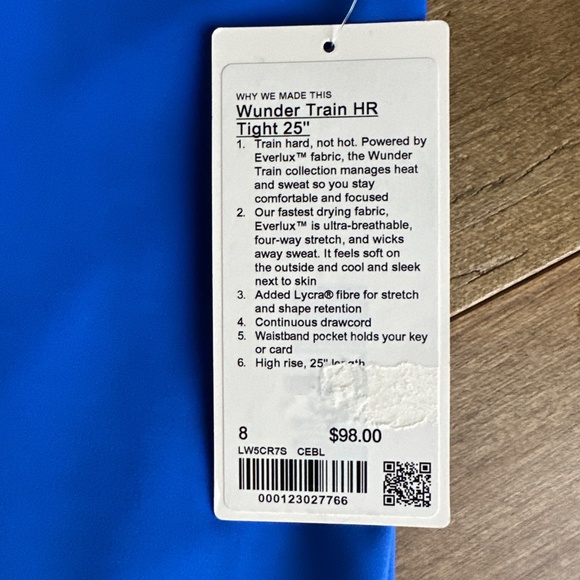 WHY WE MADE THIS
Wunder Train HR
Tight 25"
1. Train hard, not hot. Powered by
Everlux™ fabric, the Wunder
Train collection manages heat
and sweat so you stay
comfortable and focused
2. Our fastest drying fabric,
Everlux™ is ultra-breathable,
four-way stretch, and wicks
away sweat. It feels soft on
the outside and cool and sleek
next to skin
3. Added Lycra® fibre for stretch
and shape retention
4. Continuous drawcord
5. Waistband pocket holds your key
or card
6. High rise, 25"
8 $98.00
LW5CR7S CEBL
000123027766